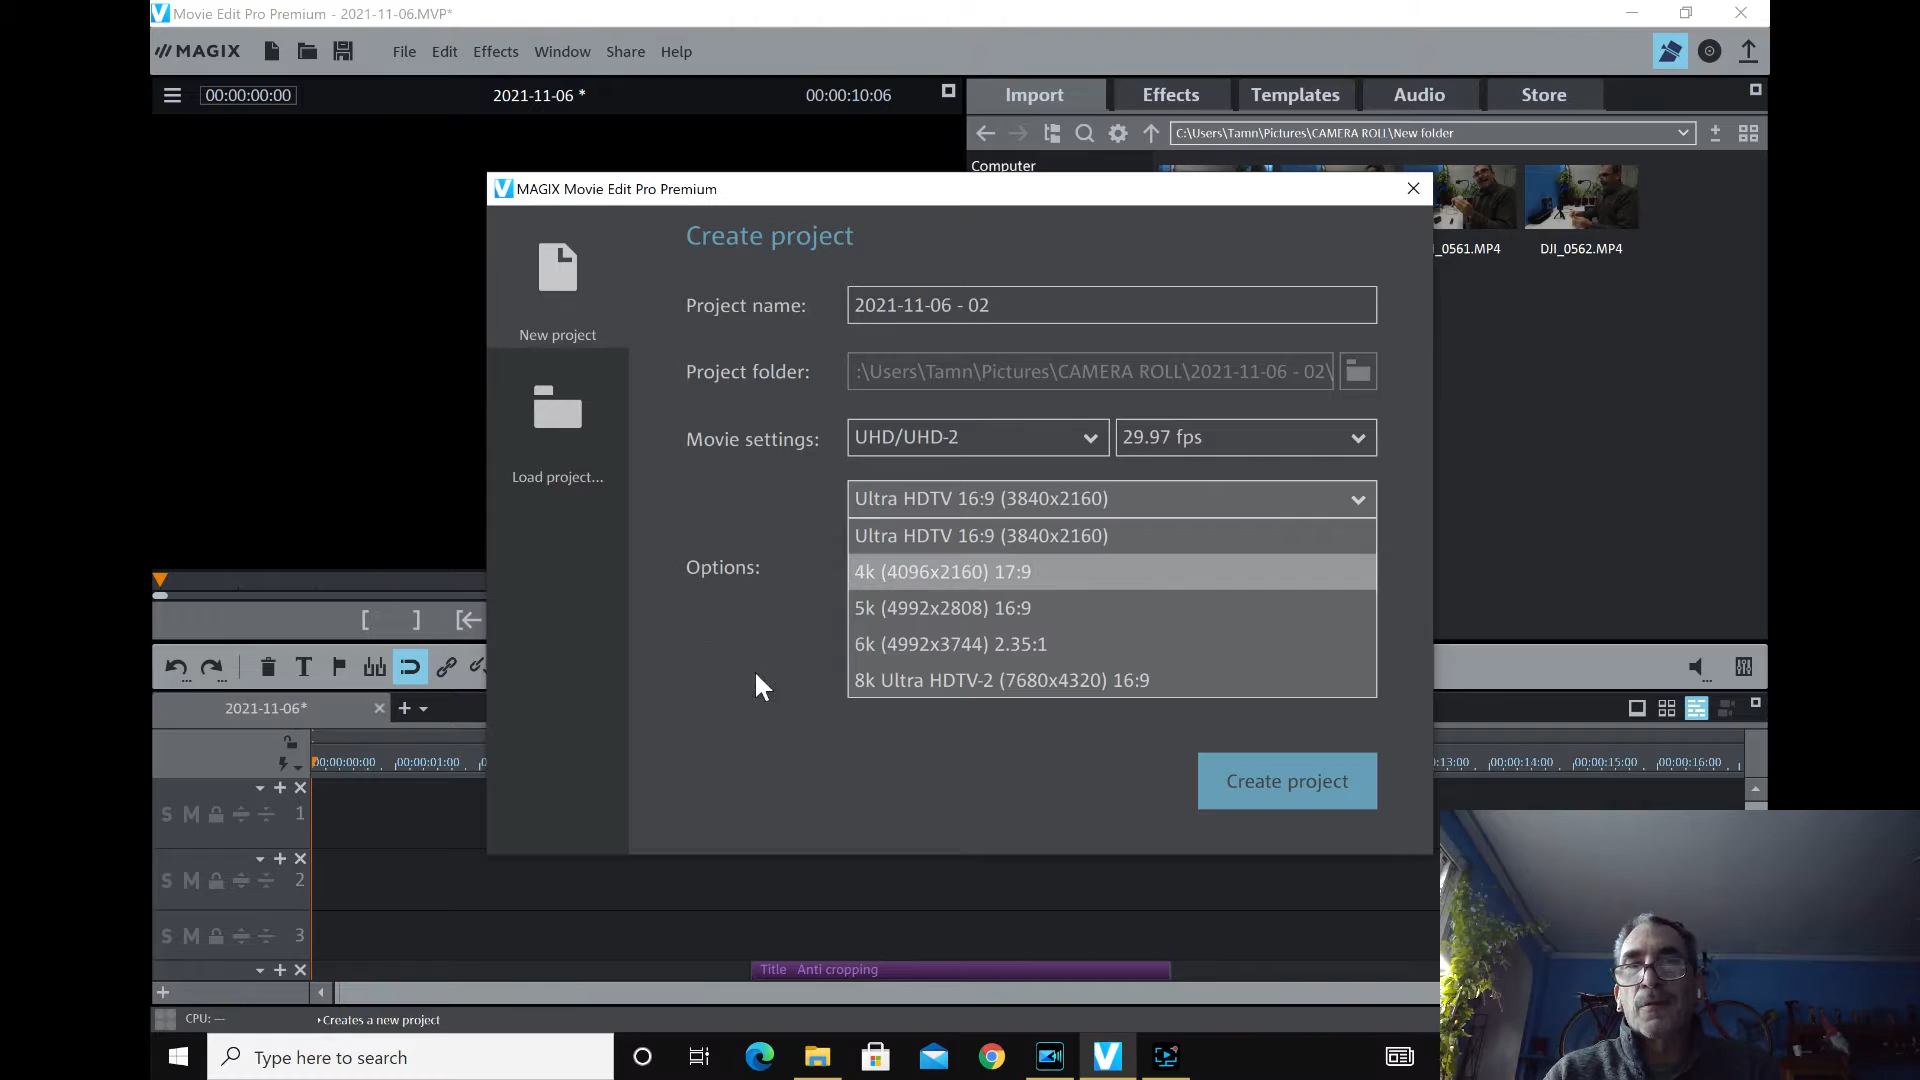 Movie Edit Pro Premium - 2021-11-06.MVP*
MAGIX
File Edit Effects Window Share Help
00:00:00:00
2021-11-06 *
00:00:10:06
Import Effects Templates Audio Store
C:\Users\Tamn\Pictures\CAMERA ROLL\New folder
Computer
_0561.MP4
DJI_0562.MP4
MAGIX Movie Edit Pro Premium
New project
Load project...
Create project
Project name: 2021-11-06 - 02
Project folder: :\Users\Tamn\Pictures\CAMERA ROLL\2021-11-06 - 02\
Movie settings: UHD/UHD-2 29.97 fps
Ultra HDTV 16:9 (3840x2160)
Ultra HDTV 16:9 (3840x2160)
4k (4096x2160) 17:9
5k (4992x2808) 16:9
6k (4992x3744) 2.35:1
8k Ultra HDTV-2 (7680x4320) 16:9
Options:
Create project
2021-11-06*
00:00:00:00 00:00:01:00
:13:00 00:00:14:00 00:00:15:00 00:00:16:00
S M 1
S M 2
S M 3
Title Anti cropping
CPU: —
Creates a new project
Type here to search